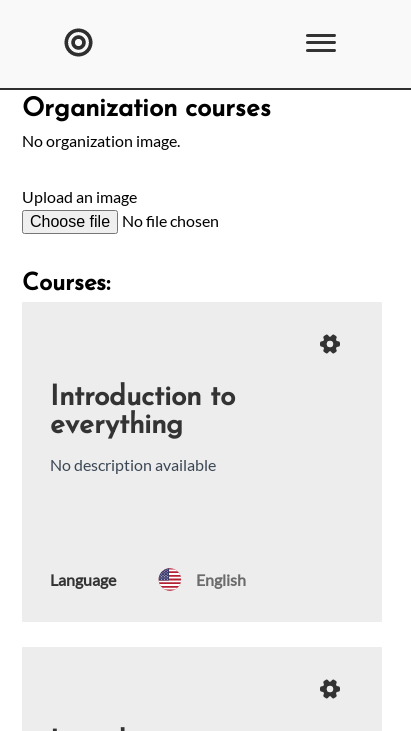 Organization courses
No organization image.
Upload an image
Choose file No file chosen
Courses:
Introduction to
everything
No description available
Language English